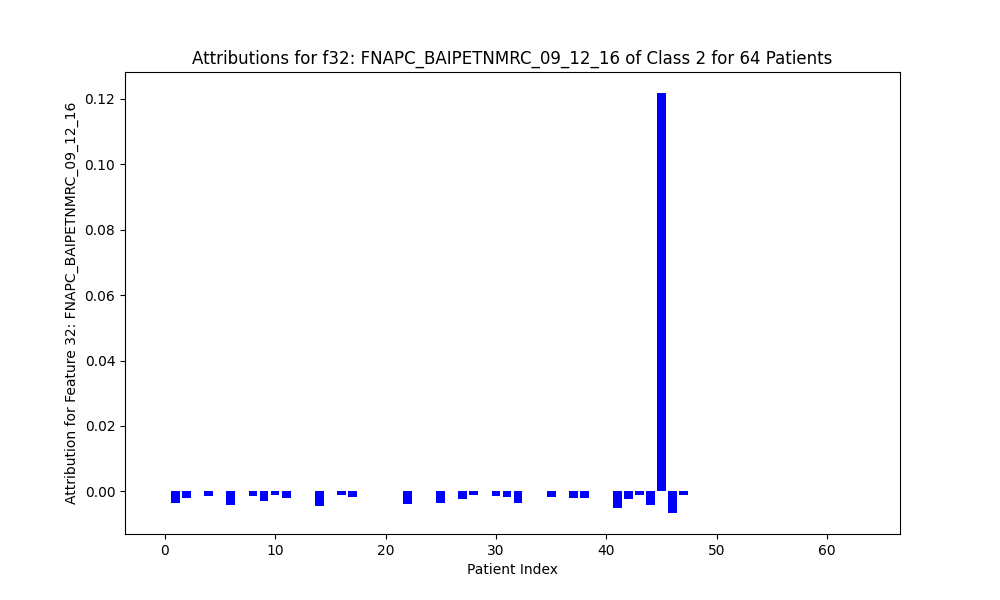 Attributions for f32: FNAPC_BAIPETNMRC_09_12_16 of Class 2 for 64 Patients
Attribution for Feature 32: FNAPC_BAIPETNMRC_09_12_16
0.12
0.10
0.08
0.06
0.04
0.02
0.00
0 10 20 30 40 50 60
Patient Index